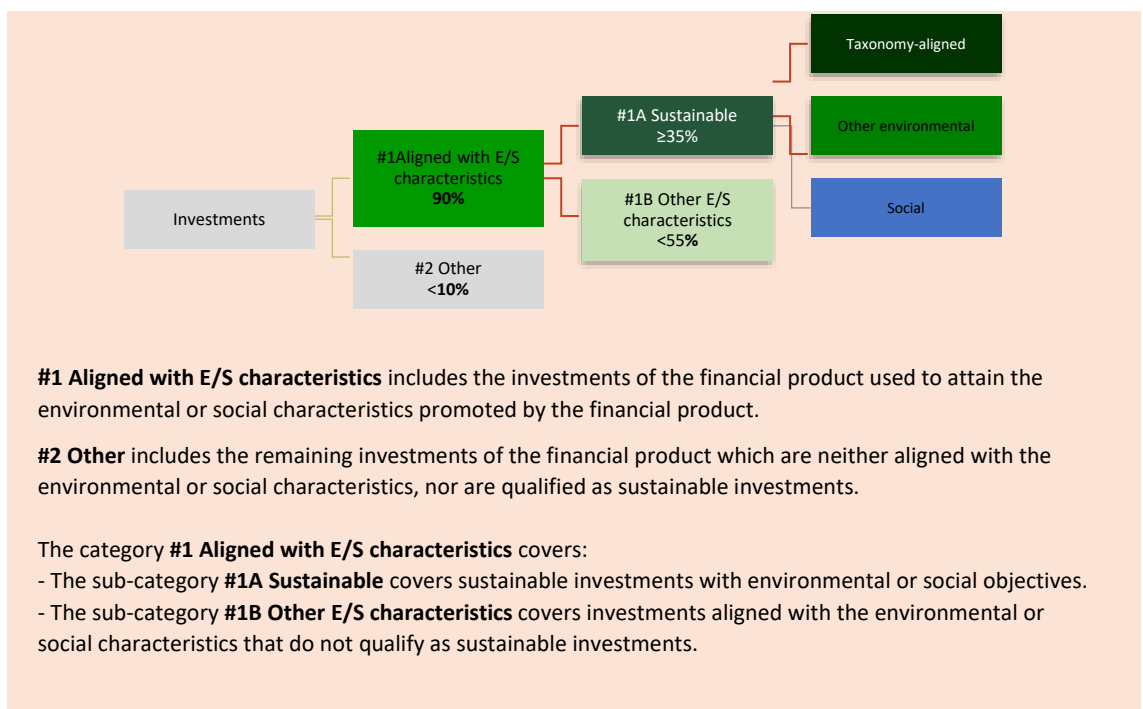 Taxonomy-aligned
#1A Sustainable
≥35%
Other environmental
#1Aligned with E/S
characteristics
90%
#1B Other E/S
characteristics
<55%
Investments
Social
#2 Other
<10%
#1 Aligned with E/S characteristics includes the investments of the financial product used to attain the
environmental or social characteristics promoted by the financial product.
#2 Other includes the remaining investments of the financial product which are neither aligned with the
environmental or social characteristics, nor are qualified as sustainable investments.
The category #1 Aligned with E/S characteristics covers:
- The sub-category #1A Sustainable covers sustainable investments with environmental or social objectives.
- The sub-category #1B Other E/S characteristics covers investments aligned with the environmental or
social characteristics that do not qualify as sustainable investments.